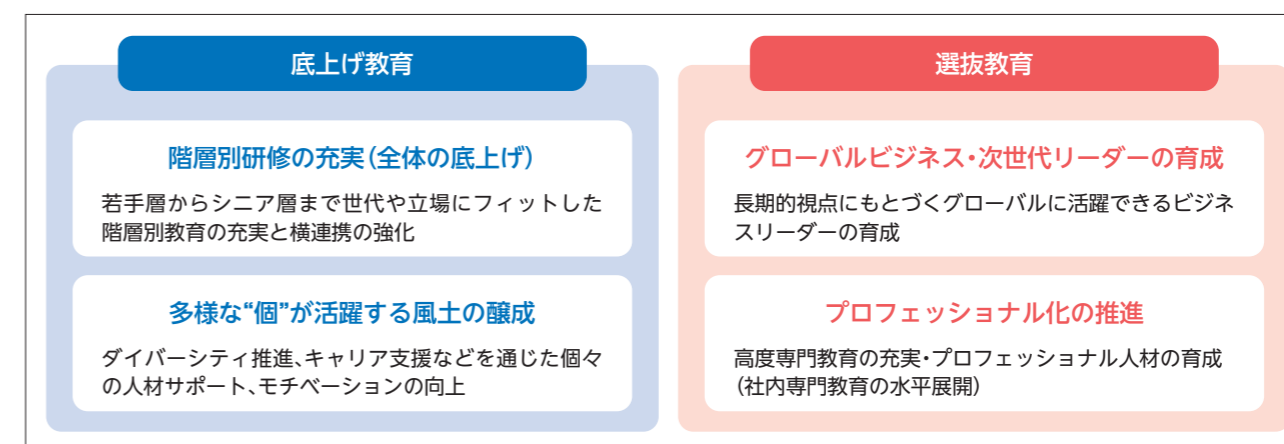 底上げ教育
階層別研修の充実(全体の底上げ)
若手層からシニア層まで世代や立場にフィットした
階層別教育の充実と横連携の強化
多様な“個”が活躍する風土の醸成
ダイバーシティ推進、キャリア支援などを通じた個々
の人材サポート、モチベーションの向上
選抜教育
グローバルビジネス・次世代リーダーの育成
長期的視点にもとづくグローバルに活躍できるビジネ
スリーダーの育成
プロフェッショナル化の推進
高度専門教育の充実・プロフェッショナル人材の育成
(社内専門教育の水平展開)